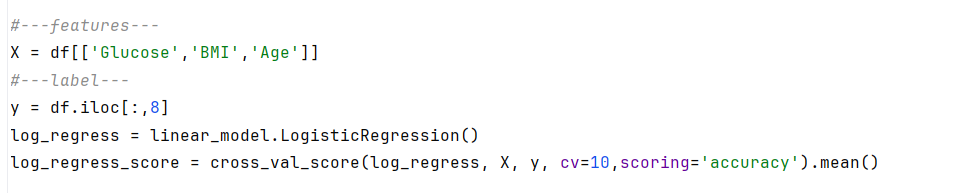 #---features---
X = df[['Glucose','BMI','Age']]
#---label---
y = df.iloc[:,8]
log_regress = linear_model.LogisticRegression()
log_regress_score = cross_val_score(log_regress, X, y, cv=10,scoring='accuracy').mean()